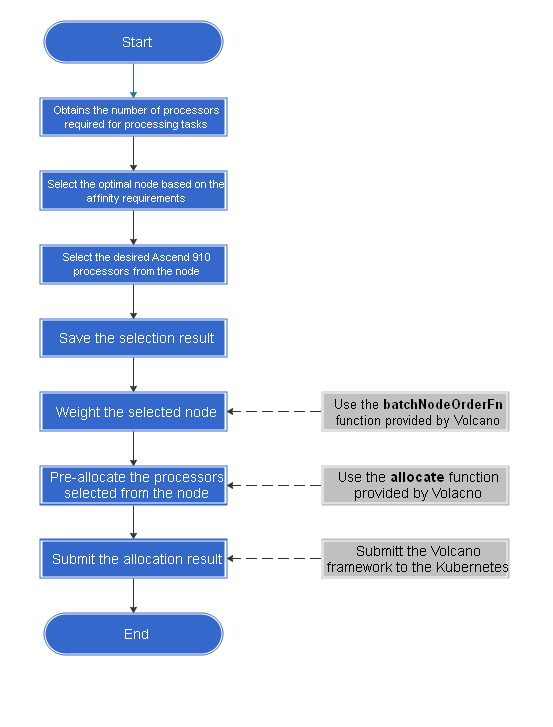 Start
Obtains the number of processors
required for processing tasks
Select the optimal node based on the
affinity requirements
Select the desired Ascend 910
processors from the node
Save the selection result
Weight the selected node
Use the batchNodeOrderFn
function provided by Volcano
Pre-allocate the processors
selected from the node
Use the allocate function
provided by Volacno
Submit the allocation result
Submitt the Volcano
framework to the Kubernetes
End